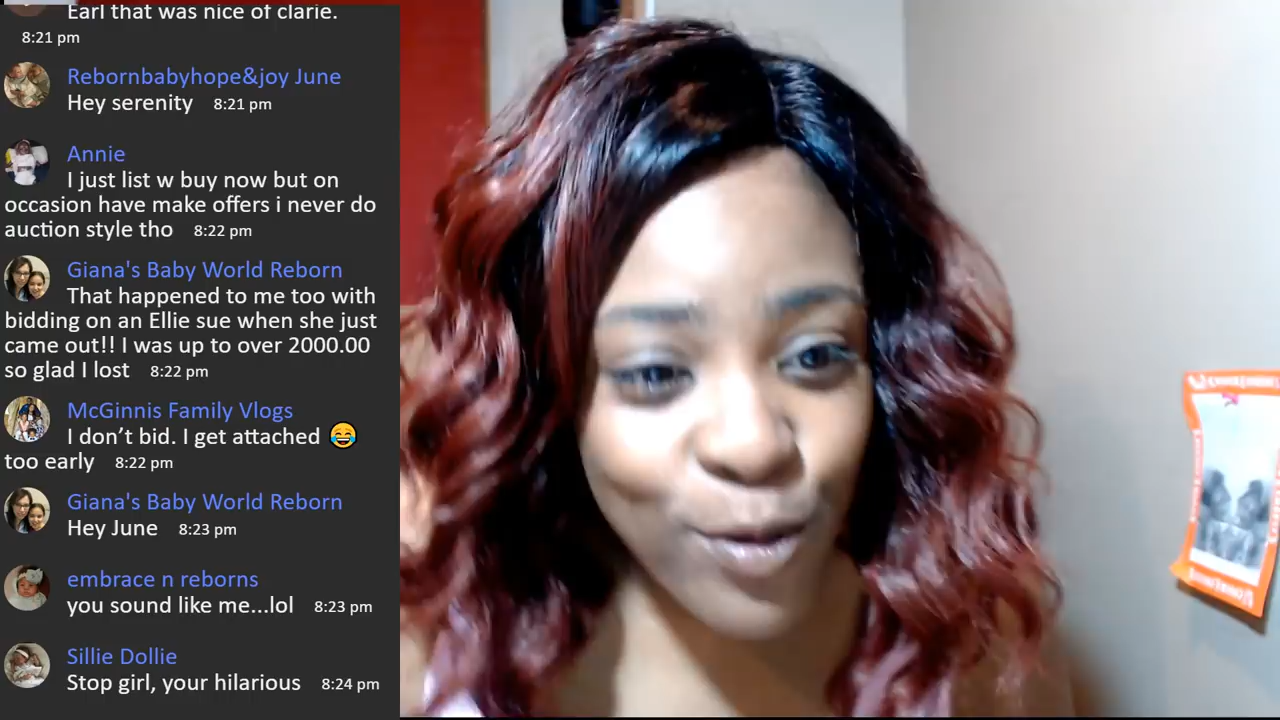 Earl that was nice of clarie.
8:21 pm
Rebornbabyhope&joy June
Hey serenity 8:21 pm
Annie
I just list w buy now but on
occasion have make offers i never do
auction style tho 8:22 pm
Giana's Baby World Reborn
That happened to me too with
bidding on an Ellie sue when she just
came out!! I was up to over 2000.00
so glad I lost 8:22 pm
McGinnis Family Vlogs
I don’t bid. I get attached 😂
too early 8:22 pm
Giana's Baby World Reborn
Hey June 8:23 pm
embrace n reborns
you sound like me...lol 8:23 pm
Sillie Dollie
Stop girl, your hilarious 8:24 pm